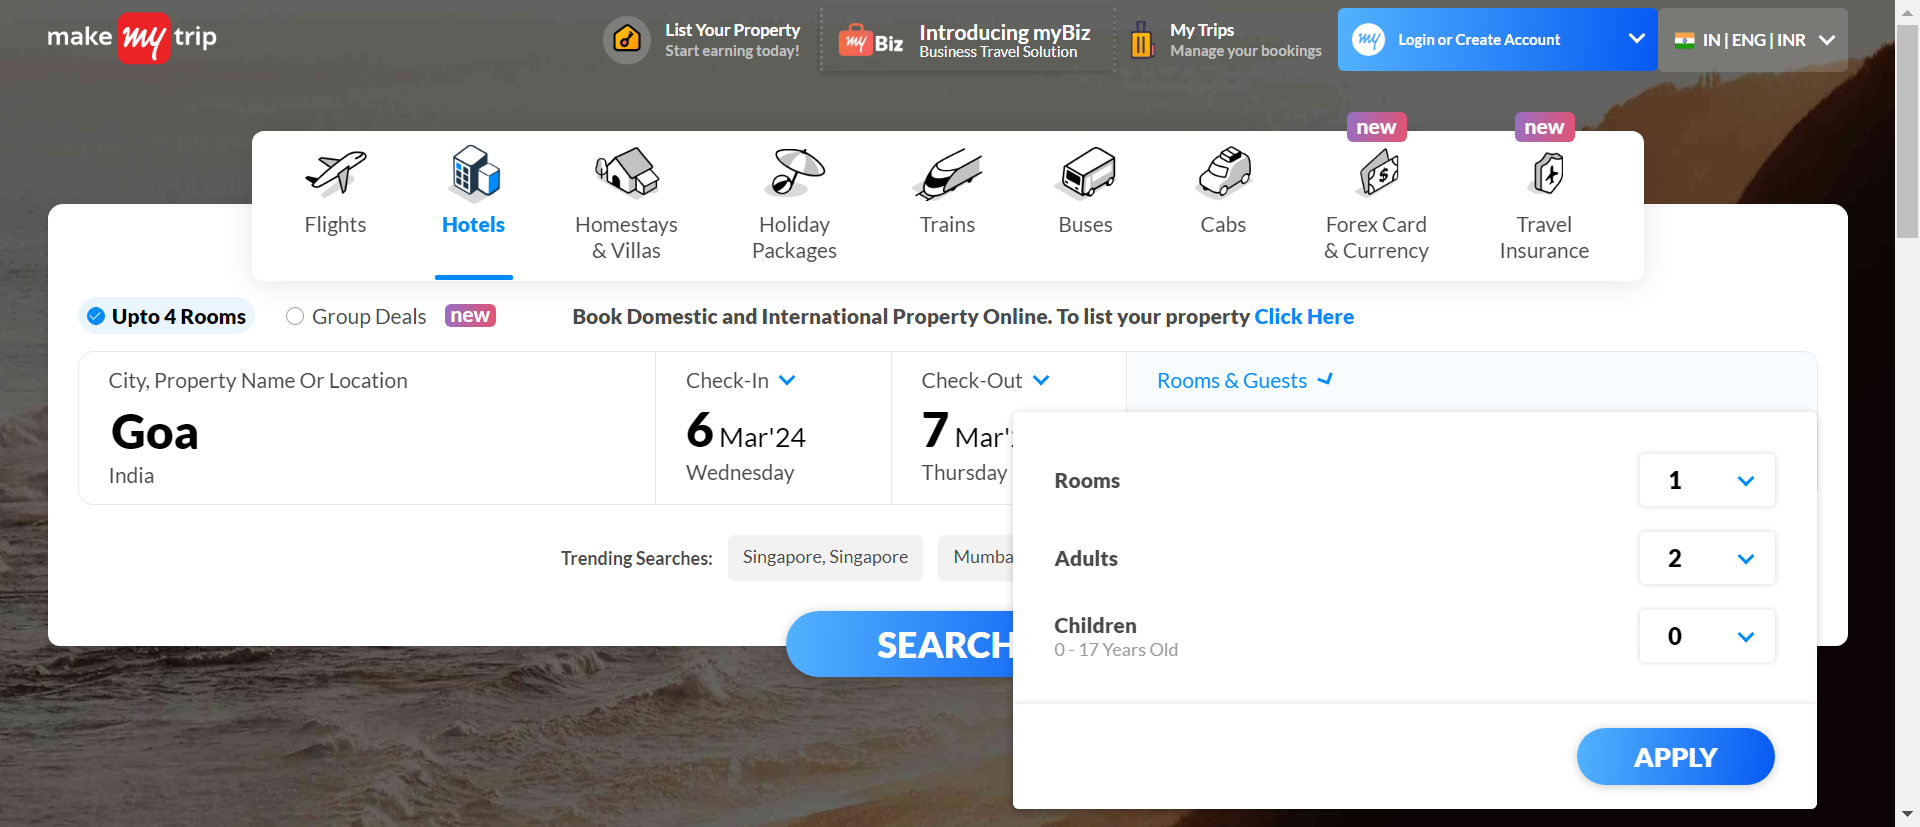 make my trip
List Your Property
Start earning today!
my Biz
Introducing myBiz
Business Travel Solution
My Trips
Manage your bookings
my
Login or Create Account
IN | ENG | INR
new
new
Flights
Hotels
Homestays
& Villas
Holiday
Packages
Trains
Buses
Cabs
Forex Card
& Currency
Travel
Insurance
Upto 4 Rooms
Group Deals
new
Book Domestic and International Property Online. To list your property Click Here
City, Property Name Or Location
Goa
India
Check-In
6 Mar'24
Wednesday
Check-Out
7 Mar'
Thursday
Rooms & Guests
Rooms
1
Adults
2
Children
0 - 17 Years Old
0
APPLY
Trending Searches:
Singapore, Singapore
Mumba
SEARCH